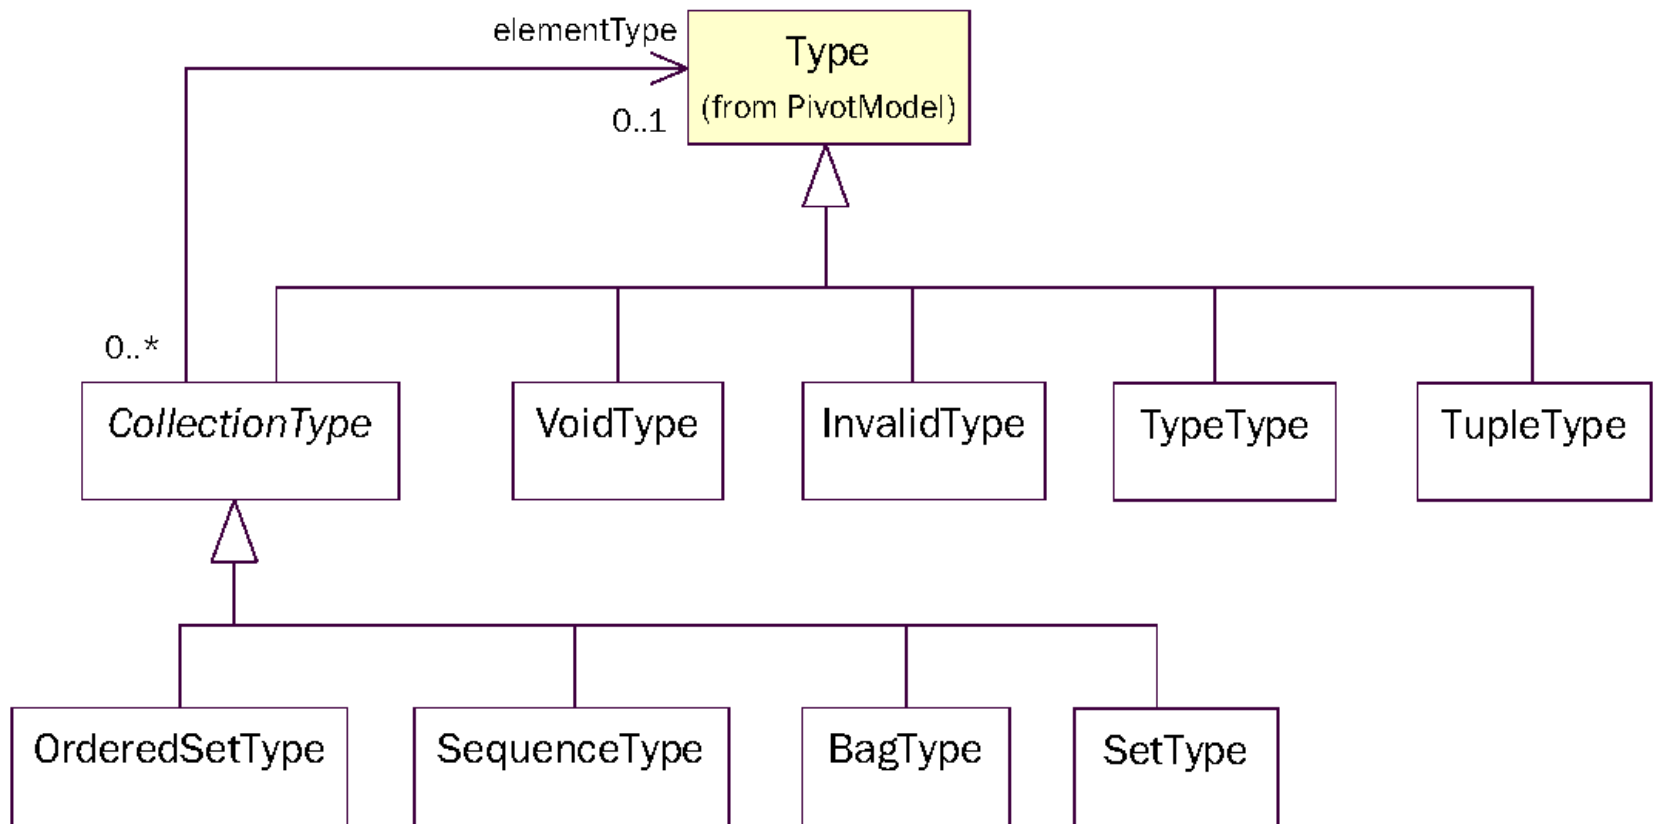 elementType
Type
(from PivotModel)
0..1
0..*
CollectionType
VoidType
InvalidType
TypeType
TupleType
OrderedSetType
SequenceType
BagType
SetType